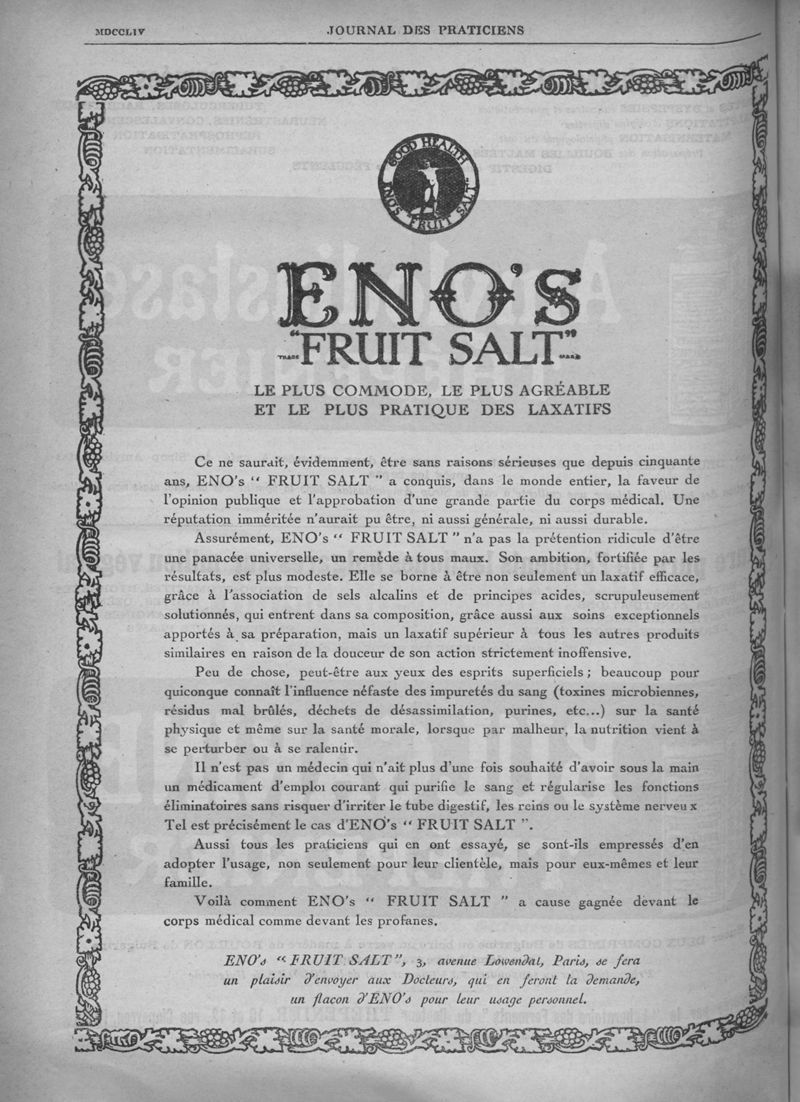 MDCCLIV
JOURNAL DES PRATICIENS
GOOD HEALTH
ENO'S FRUIT SALT
ENO'S
TRADE "FRUIT SALT" MARK
LE PLUS COMMODE, LE PLUS AGRÉABLE
ET LE PLUS PRATIQUE DES LAXATIFS
Ce ne saurait, évidemment, être sans raisons sérieuses que depuis cinquante
ans, ENO's " FRUIT SALT " a conquis, dans le monde entier, la faveur de
l'opinion publique et l'approbation d'une grande partie du corps médical. Une
réputation imméritée n'aurait pu être, ni aussi générale, ni aussi durable.
Assurément, ENO's " FRUIT SALT " n'a pas la prétention ridicule d'être
une panacée universelle, un remède à tous maux. Son ambition, fortifiée par les
résultats, est plus modeste. Elle se borne à être non seulement un laxatif efficace,
grâce à l'association de sels alcalins et de principes acides, scrupuleusement
solutionnés, qui entrent dans sa composition, grâce aussi aux soins exceptionnels
apportés à sa préparation, mais un laxatif supérieur à tous les autres produits
similaires en raison de la douceur de son action strictement inoffensive.
Peu de chose, peut-être aux yeux des esprits superficiels ; beaucoup pour
quiconque connaît l'influence néfaste des impuretés du sang (toxines microbiennes,
résidus mal brûlés, déchets de désassimilation, purines, etc...) sur la santé
physique et même sur la santé morale, lorsque par malheur, la nutrition vient à
se perturber ou à se ralentir.
Il n'est pas un médecin qui n'ait plus d'une fois souhaité d'avoir sous la main
un médicament d'emploi courant qui purifie le sang et régularise les fonctions
éliminatoires sans risquer d'irriter le tube digestif, les reins ou le système nerveux
Tel est précisément le cas d'ENO's " FRUIT SALT ".
Aussi tous les praticiens qui en ont essayé, se sont-ils empressés d'en
adopter l'usage, non seulement pour leur clientèle, mais pour eux-mêmes et leur
famille.
Voilà comment ENO's " FRUIT SALT " a cause gagnée devant le
corps médical comme devant les profanes.
ENO's "FRUIT SALT", 3, avenue Lowendal, Paris, se fera
un plaisir d'envoyer aux Docteurs, qui en feront la demande,
un flacon d'ENO's pour leur usage personnel.